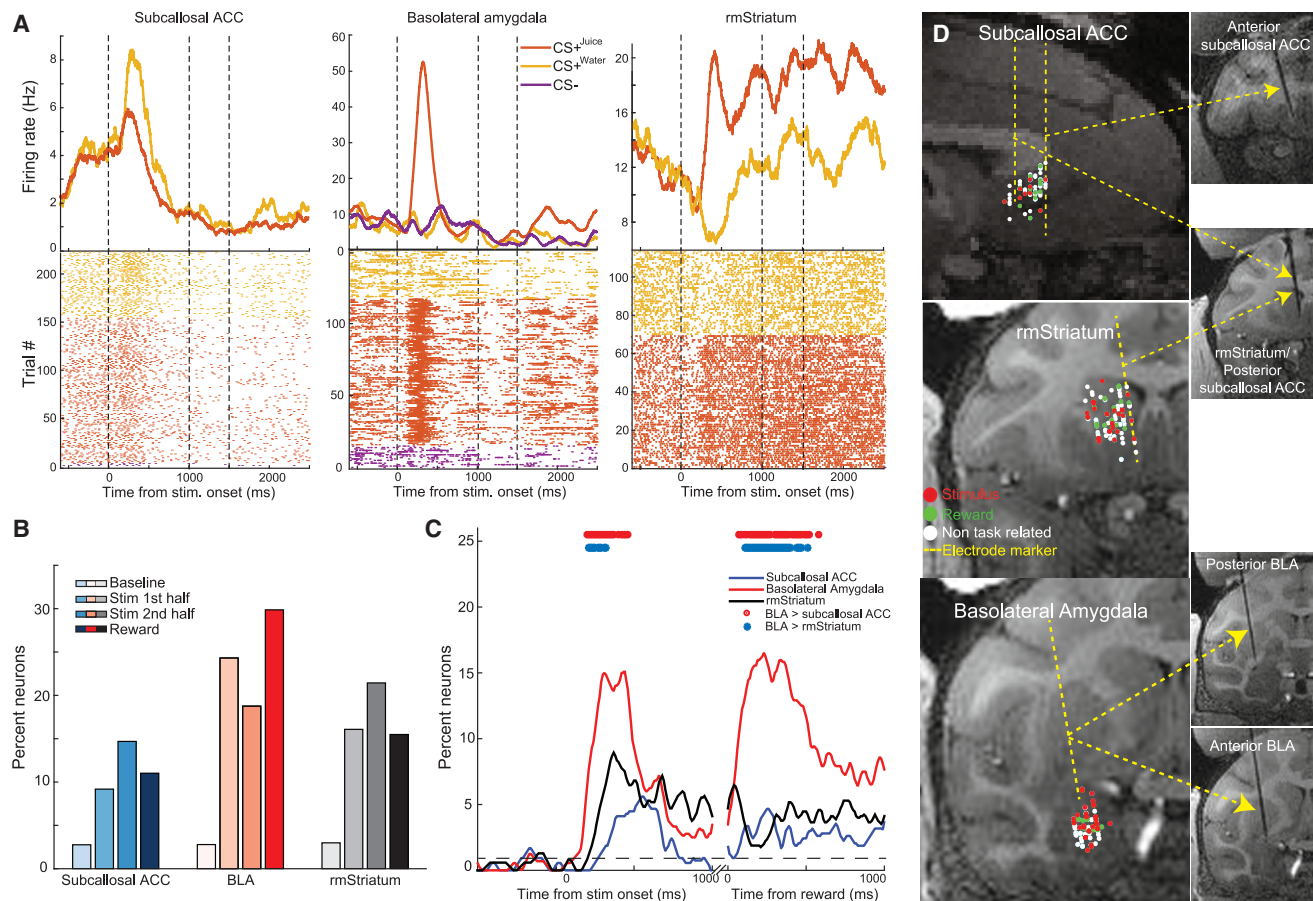 A
Subcallosal ACC
Basolateral amygdala
rmStriatum
CS+Juice
CS+Water
CS-
Firing rate (Hz)
8
6
4
2
0
60
50
40
30
20
10
0
20
16
12
8
Trial #
200
150
100
50
0
100
50
0
100
80
60
40
20
0
0
1000
2000
0
1000
2000
0
1000
2000
Time from stim. onset (ms)
Time from stim. onset (ms)
Time from stim. onset (ms)
B
Baseline
Stim 1st half
Stim 2nd half
Reward
Percent neurons
30
20
10
0
Subcallosal ACC
BLA
rmStriatum
C
Percent neurons
25
20
15
10
5
0
Subcallosal ACC
Basolateral Amygdala
rmStriatum
BLA > subcallosal ACC
BLA > rmStriatum
0
1000
0
1000
Time from stim onset (ms)
Time from reward (ms)
D
Subcallosal ACC
Anterior
subcallosal ACC
rmStriatum
rmStriatum/
Posterior
subcallosal ACC
Stimulus
Reward
Non task related
Electrode marker
Basolateral Amygdala
Posterior BLA
Anterior BLA